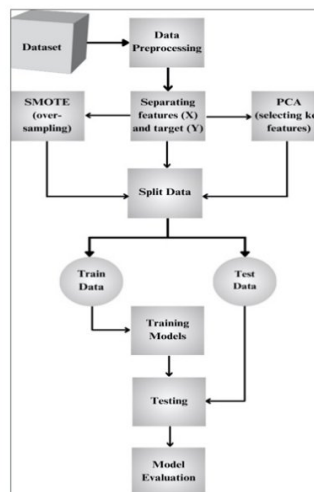 Dataset
Data
Preprocessing
SMOTE
(over-
sampling)
Separating
features (X)
and target (Y)
PCA
(selecting
features)
Split Data
Train
Data
Test
Data
Training
Models
Testing
Model
Evaluation